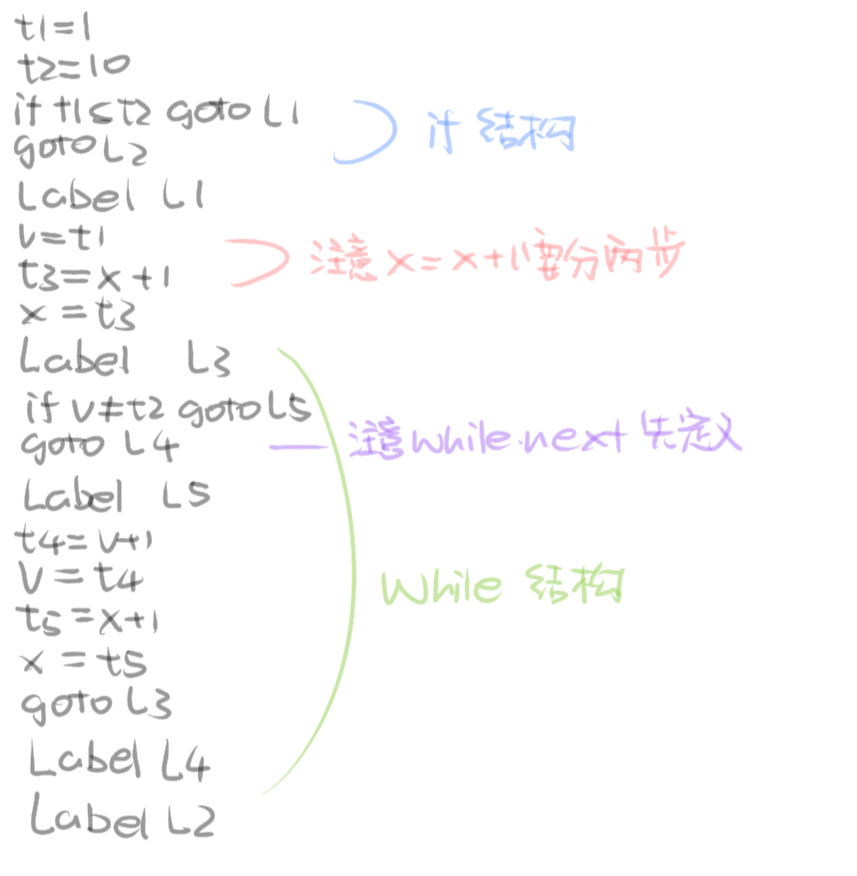 t1=1
t2=10
if t1≤t2 goto L1
goto L2
if 结构
Label L1
v=t1
t3=x+1
注意x=x+1要分两步
x=t3
Label L3
if v≠t2 goto L5
goto L4
注意while.next 先定义
Label L5
t4=v+1
v=t4
t5=x+1
while 结构
x=t5
goto L3
Label L4
Label L2